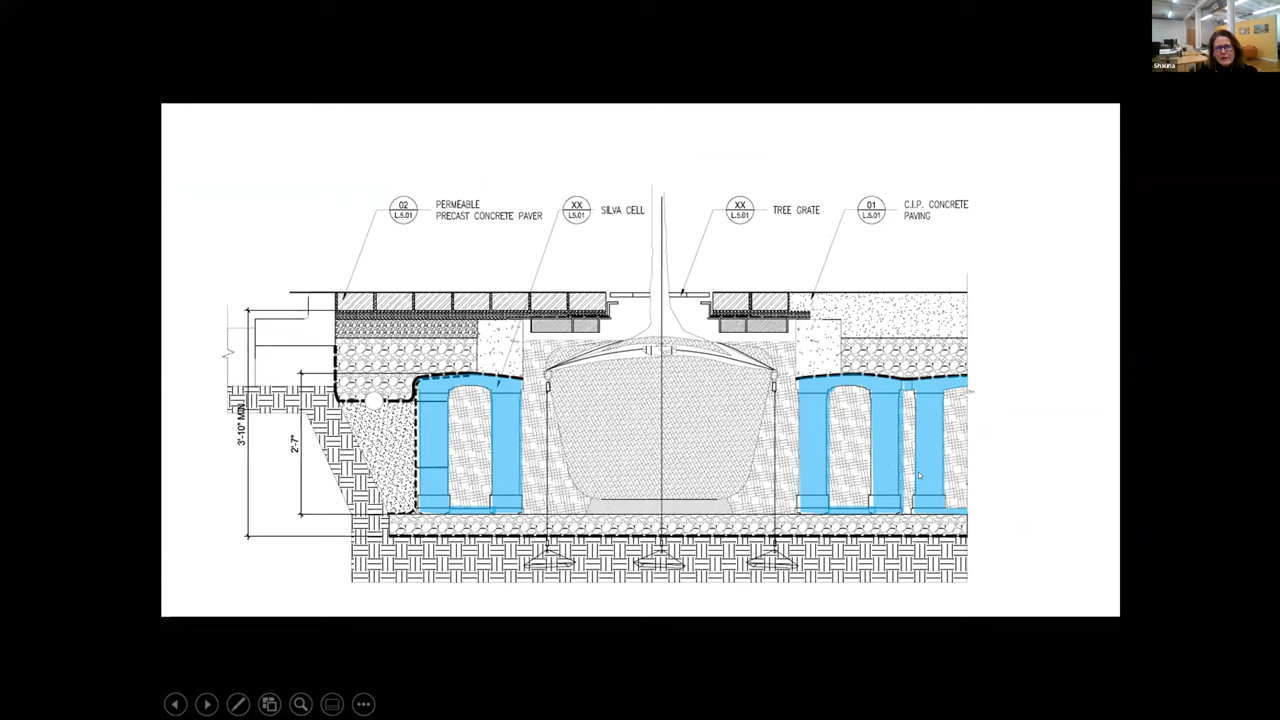 Shauna
02
L5.01
PERMEABLE
PRECAST CONCRETE PAVER
XX
L5.01
SILVA CELL
XX
L5.01
TREE GRATE
01
L5.01
C.I.P. CONCRETE
PAVING
3'-10" MIN.
2'-7"